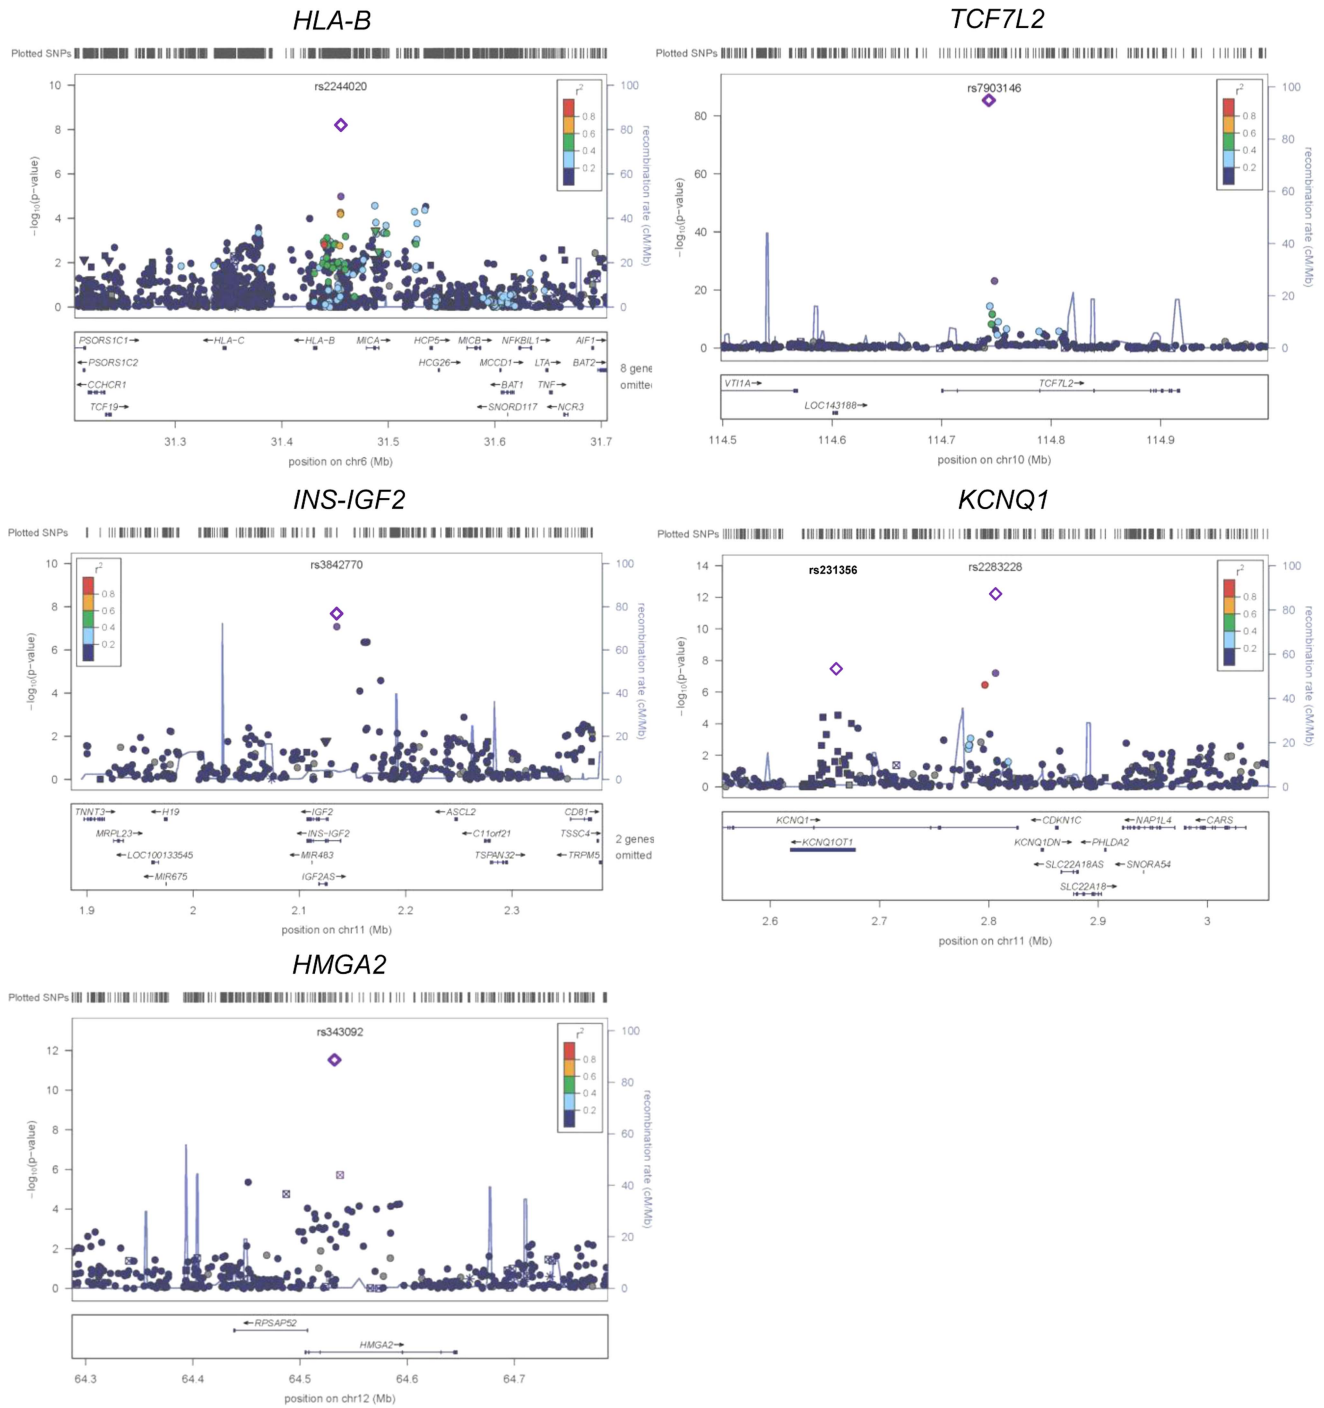 HLA-B
Plotted SNPs
rs2244020
r2
0.8
0.6
0.4
0.2
10
8
6
4
2
0
100
80
60
40
20
0
−log10(p-value)
recombination rate (cM/Mb)
PSORS1C1→ ←HLA-C ←HLA-B MICA→ HCP5→ MICB→ NFKBIL1→ AIF1→
←PSORS1C2 HCG26→ MCCD1→ LTA→ BAT2→
8 gene
←CCHCR1 ←BAT1 TNF→
omitted
TCF19→ ←SNORD117 ←NCR3
31.3 31.4 31.5 31.6 31.7
position on chr6 (Mb)
TCF7L2
Plotted SNPs
rs7903146
r2
0.8
0.6
0.4
0.2
80
60
40
20
0
100
80
60
40
20
0
−log10(p-value)
recombination rate (cM/Mb)
VTI1A→ TCF7L2→
LOC143188→
114.5 114.6 114.7 114.8 114.9
position on chr10 (Mb)
INS-IGF2
Plotted SNPs
rs3842770
r2
0.8
0.6
0.4
0.2
10
8
6
4
2
0
100
80
60
40
20
0
−log10(p-value)
recombination rate (cM/Mb)
TNNT3→ ←H19 ←IGF2 ←ASCL2 CD81→
MRPL23→ ←INS−IGF2 ←C11orf21 TSSC4→
2 genes
←LOC100133545 ←MIR483 TSPAN32→ ←TRPM5
omitted
←MIR675 IGF2AS→
1.9 2 2.1 2.2 2.3
position on chr11 (Mb)
KCNQ1
Plotted SNPs
rs231356
rs2283228
r2
0.8
0.6
0.4
0.2
14
12
10
8
6
4
2
0
100
80
60
40
20
0
−log10(p-value)
recombination rate (cM/Mb)
KCNQ1→ ←CDKN1C ←NAP1L4 ←CARS
←KCNQ1OT1 KCNQ1DN→ ←PHLDA2
←SLC22A18AS ←SNORA54
SLC22A18→
2.6 2.7 2.8 2.9 3
position on chr11 (Mb)
HMGA2
Plotted SNPs
rs343092
r2
0.8
0.6
0.4
0.2
12
10
8
6
4
2
0
100
80
60
40
20
0
−log10(p-value)
recombination rate (cM/Mb)
←RPSAP52
HMGA2→
64.3 64.4 64.5 64.6 64.7
position on chr12 (Mb)